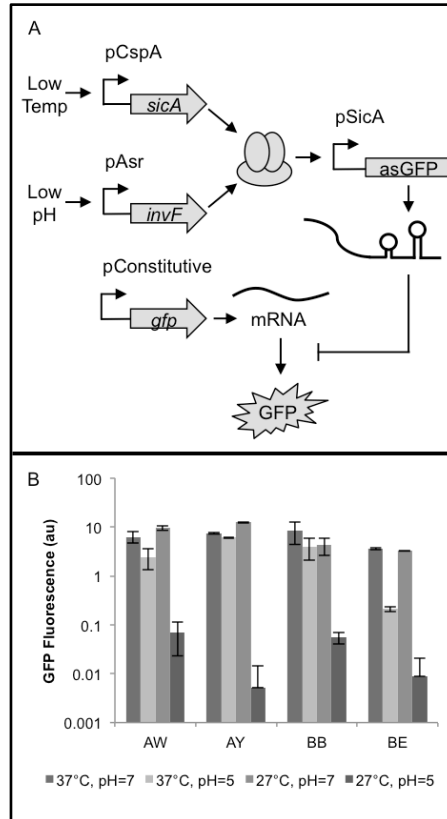 A
pCspA
Low
Temp
sicA
pSicA
asGFP
pAsr
Low
pH
invF
pConstitutive
gfp
mRNA
GFP
B
GFP Fluorescence (au)
100
10
1
0.1
0.01
0.001
AW AY BB BE
37°C, pH=7 37°C, pH=5 27°C, pH=7 27°C, pH=5